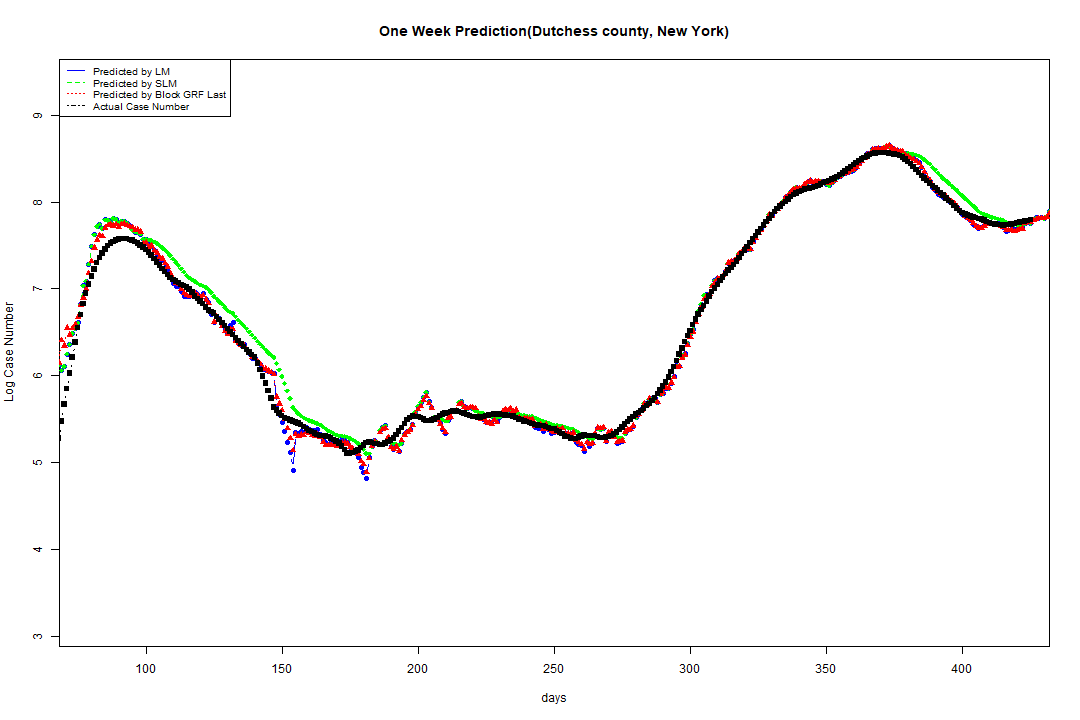 One Week Prediction(Dutchess county, New York)
Predicted by LM
Predicted by SLM
Predicted by Block GRF Last
Actual Case Number
9
8
7
6
5
4
3
Log Case Number
100 150 200 250 300 350 400
days